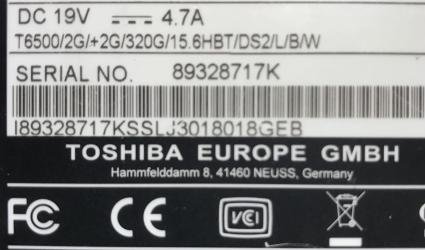 DC 19V ⎓ 4.7A
T6500/2G/+2G/320G/15.6HBT/DS2/L/B/W
SERIAL NO. 89328717K
I89328717KSSLJ3018018GEB
TOSHIBA EUROPE GMBH
Hammfelddamm 8, 41460 NEUSS, Germany
FC CE VCI